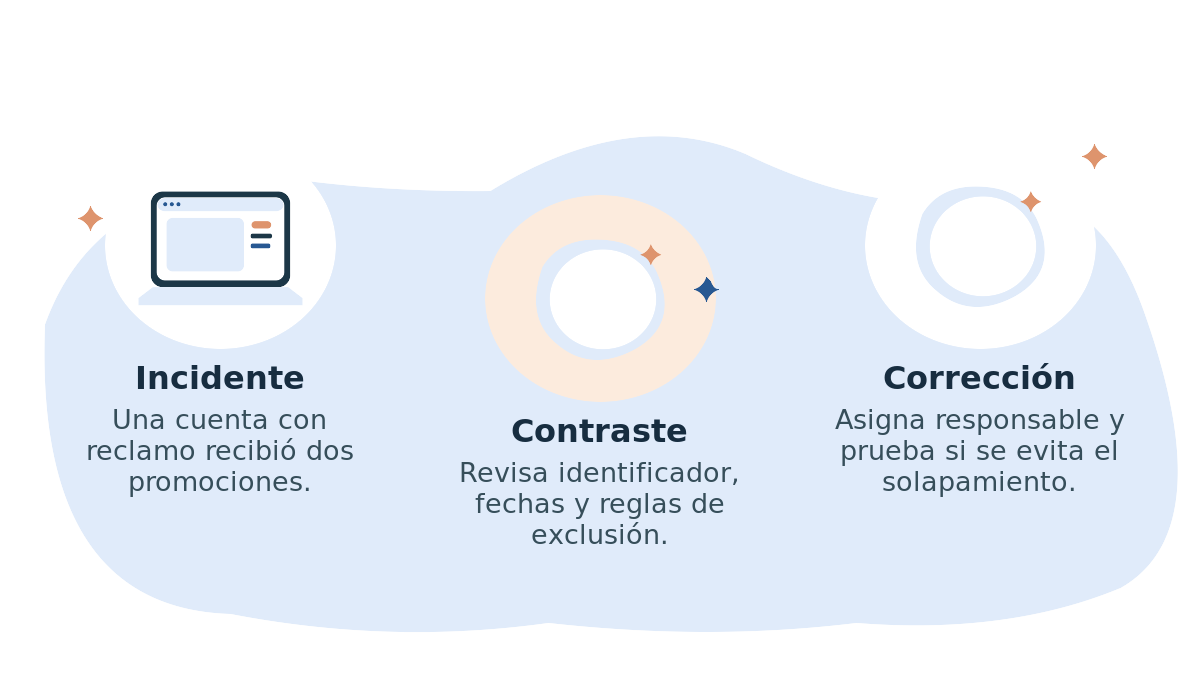 Incidente
Una cuenta con
reclamo recibió dos
promociones.
Contraste
Revisa identificador,
fechas y reglas de
exclusión.
Corrección
Asigna responsable y
prueba si se evita el
solapamiento.